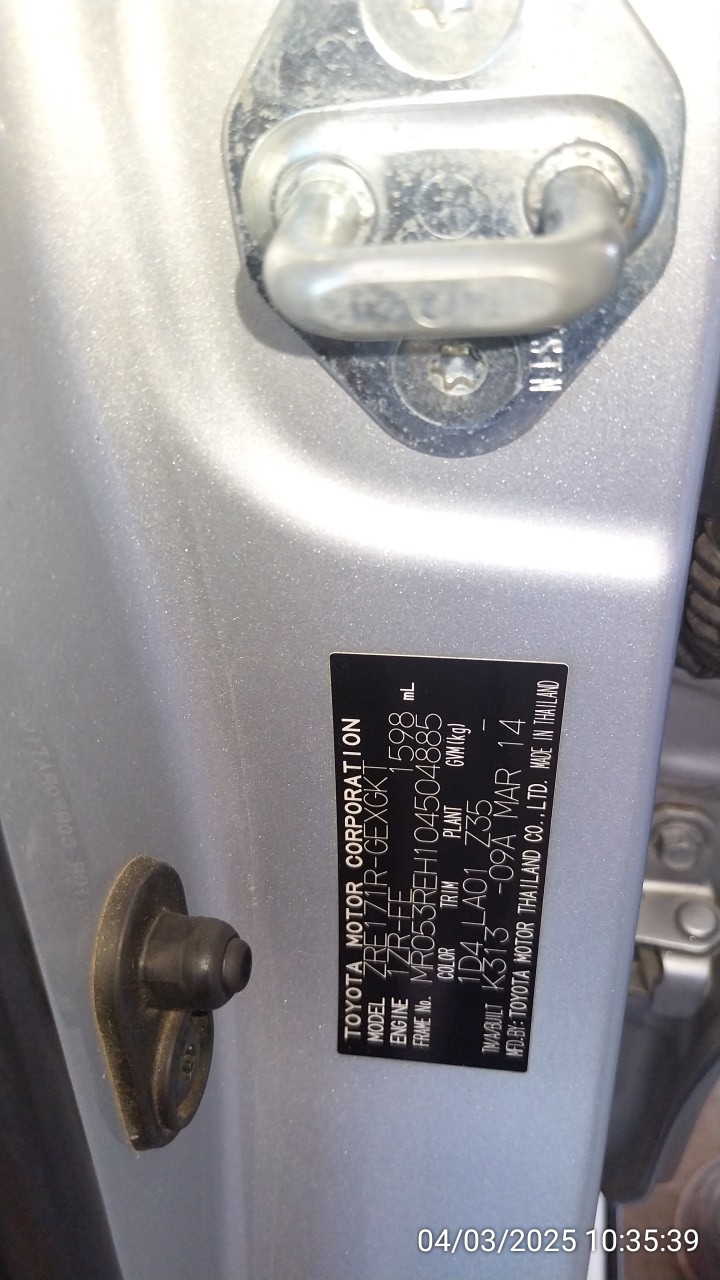 NTS
TOYOTA MOTOR CORPORATION
MODEL ZRE171R-GEXGKT
ENGINE 1ZR-FE 1598 mL
FRAME No. MR053REH104504885
COLOR TRIM PLANT GVM(kg)
1D4 LA01 Z35 -
TM/A/BUILT K313 -09A MAR 14
MFD.BY: TOYOTA MOTOR THAILAND CO.,LTD. MADE IN THAILAND
04/03/2025 10:35:39